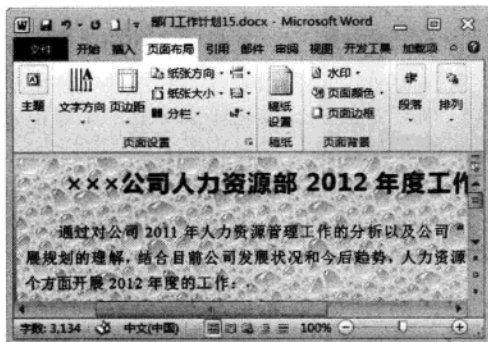 部门工作计划15.docx - Microsoft Word
文件 开始 插入 页面布局 引用 邮件 审阅 视图 开发工具 加载项
主题 文字方向 页边距 纸张方向 纸张大小 分栏 稿纸设置 水印 页面颜色 页面边框 段落 排列
页面设置 稿纸 页面背景
×××公司人力资源部 2012 年度工作
通过对公司 2011 年人力资源管理工作的分析以及公司
展规划的理解，结合目前公司发展状况和今后趋势，人力资源
个方面开展 2012 年度的工作：
字数: 3,134 中文(中国) 100%